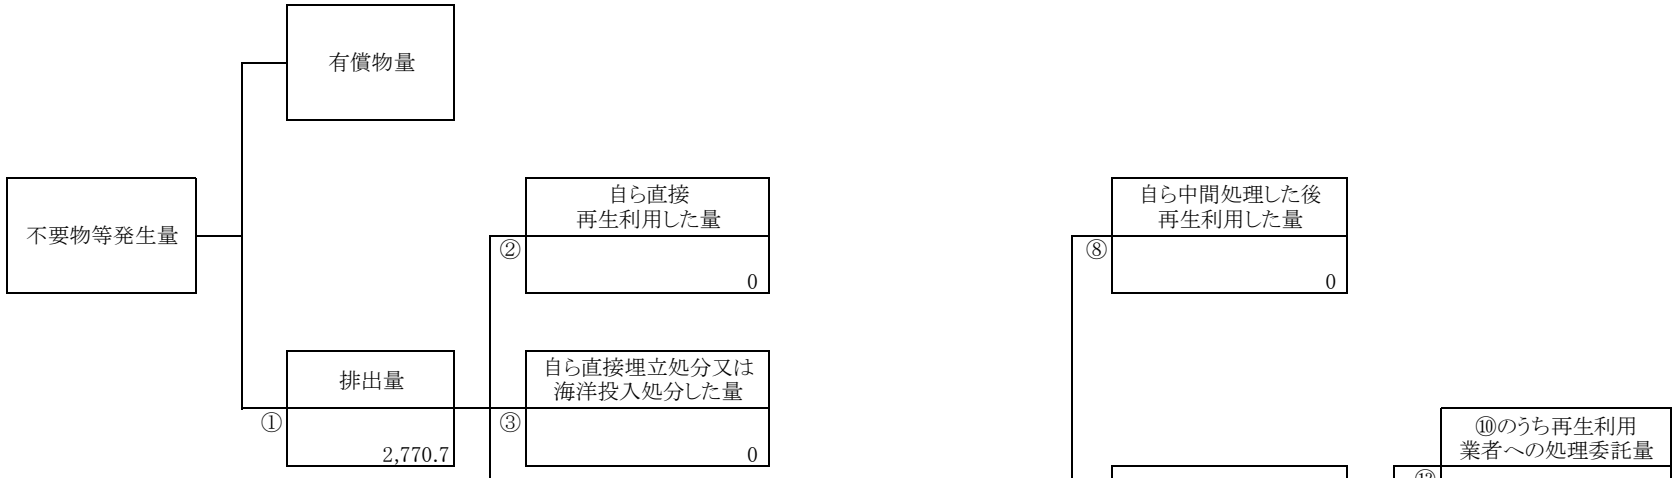 有償物量
不要物等発生量
自ら直接
再生利用した量
②
0
自ら中間処理した後
再生利用した量
⑧
0
排出量
①
2,770.7
自ら直接埋立処分又は
海洋投入処分した量
③
0
⑩のうち再生利用
業者への処理委託量